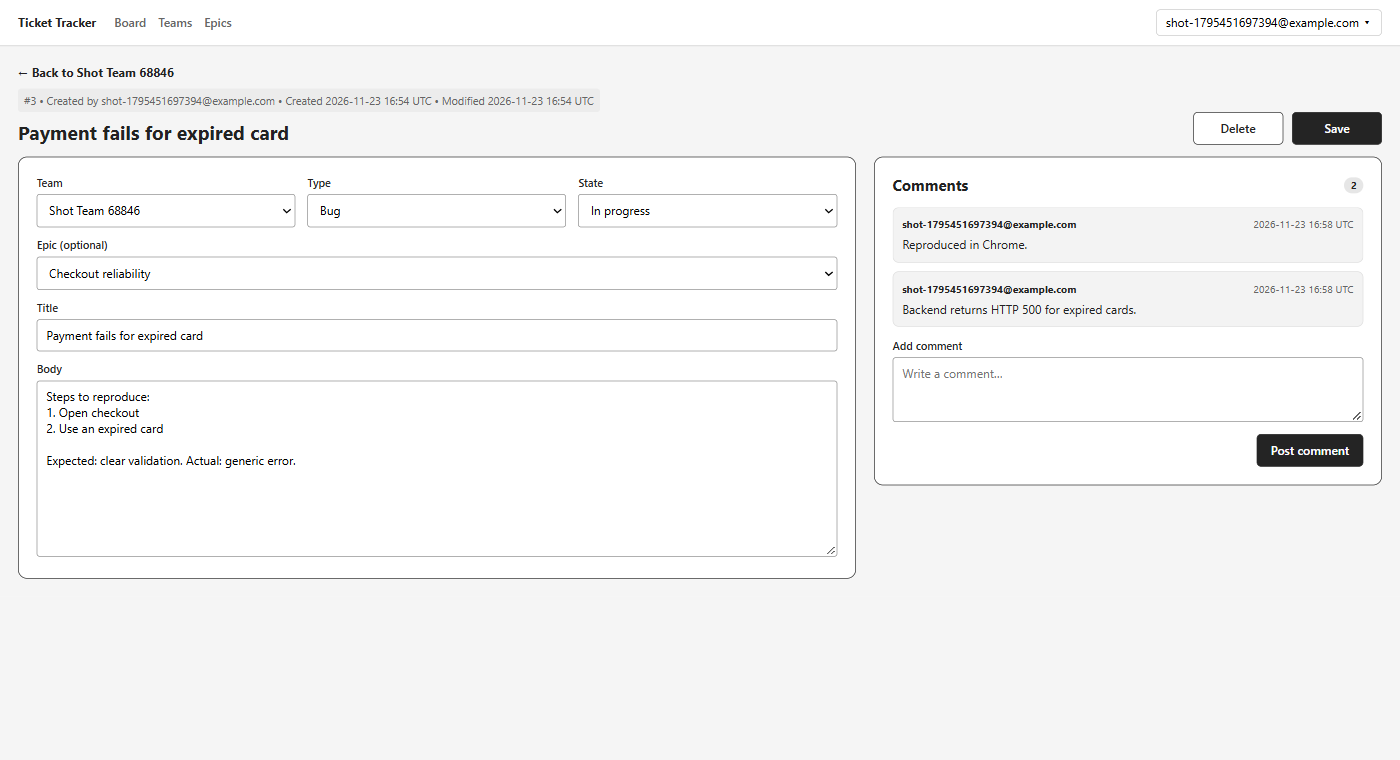 Ticket Tracker Board Teams Epics shot-1795451697394@example.com ▾
← Back to Shot Team 68846
#3 • Created by shot-1795451697394@example.com • Created 2026-11-23 16:54 UTC • Modified 2026-11-23 16:54 UTC
Payment fails for expired card
Delete Save
Team Type State
Shot Team 68846 Bug In progress
Epic (optional)
Checkout reliability
Title
Payment fails for expired card
Body
Steps to reproduce:
1. Open checkout
2. Use an expired card
Expected: clear validation. Actual: generic error.
Comments 2
shot-1795451697394@example.com 2026-11-23 16:58 UTC
Reproduced in Chrome.
shot-1795451697394@example.com 2026-11-23 16:58 UTC
Backend returns HTTP 500 for expired cards.
Add comment
Write a comment...
Post comment